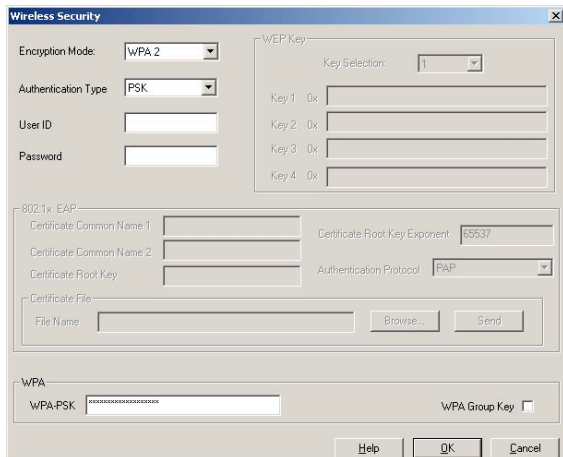 Wireless Security
Encryption Mode: WPA 2
Authentication Type PSK
User ID
Password
WEP Key
Key Selection: 1
Key 1 0x
Key 2 0x
Key 3 0x
Key 4 0x
802.1x EAP
Certificate Common Name 1
Certificate Common Name 2
Certificate Root Key
Certificate Root Key Exponent 65537
Authentication Protocol PAP
Certificate File
File Name Browse... Send
WPA
WPA-PSK ******************
WPA Group Key
Help OK Cancel